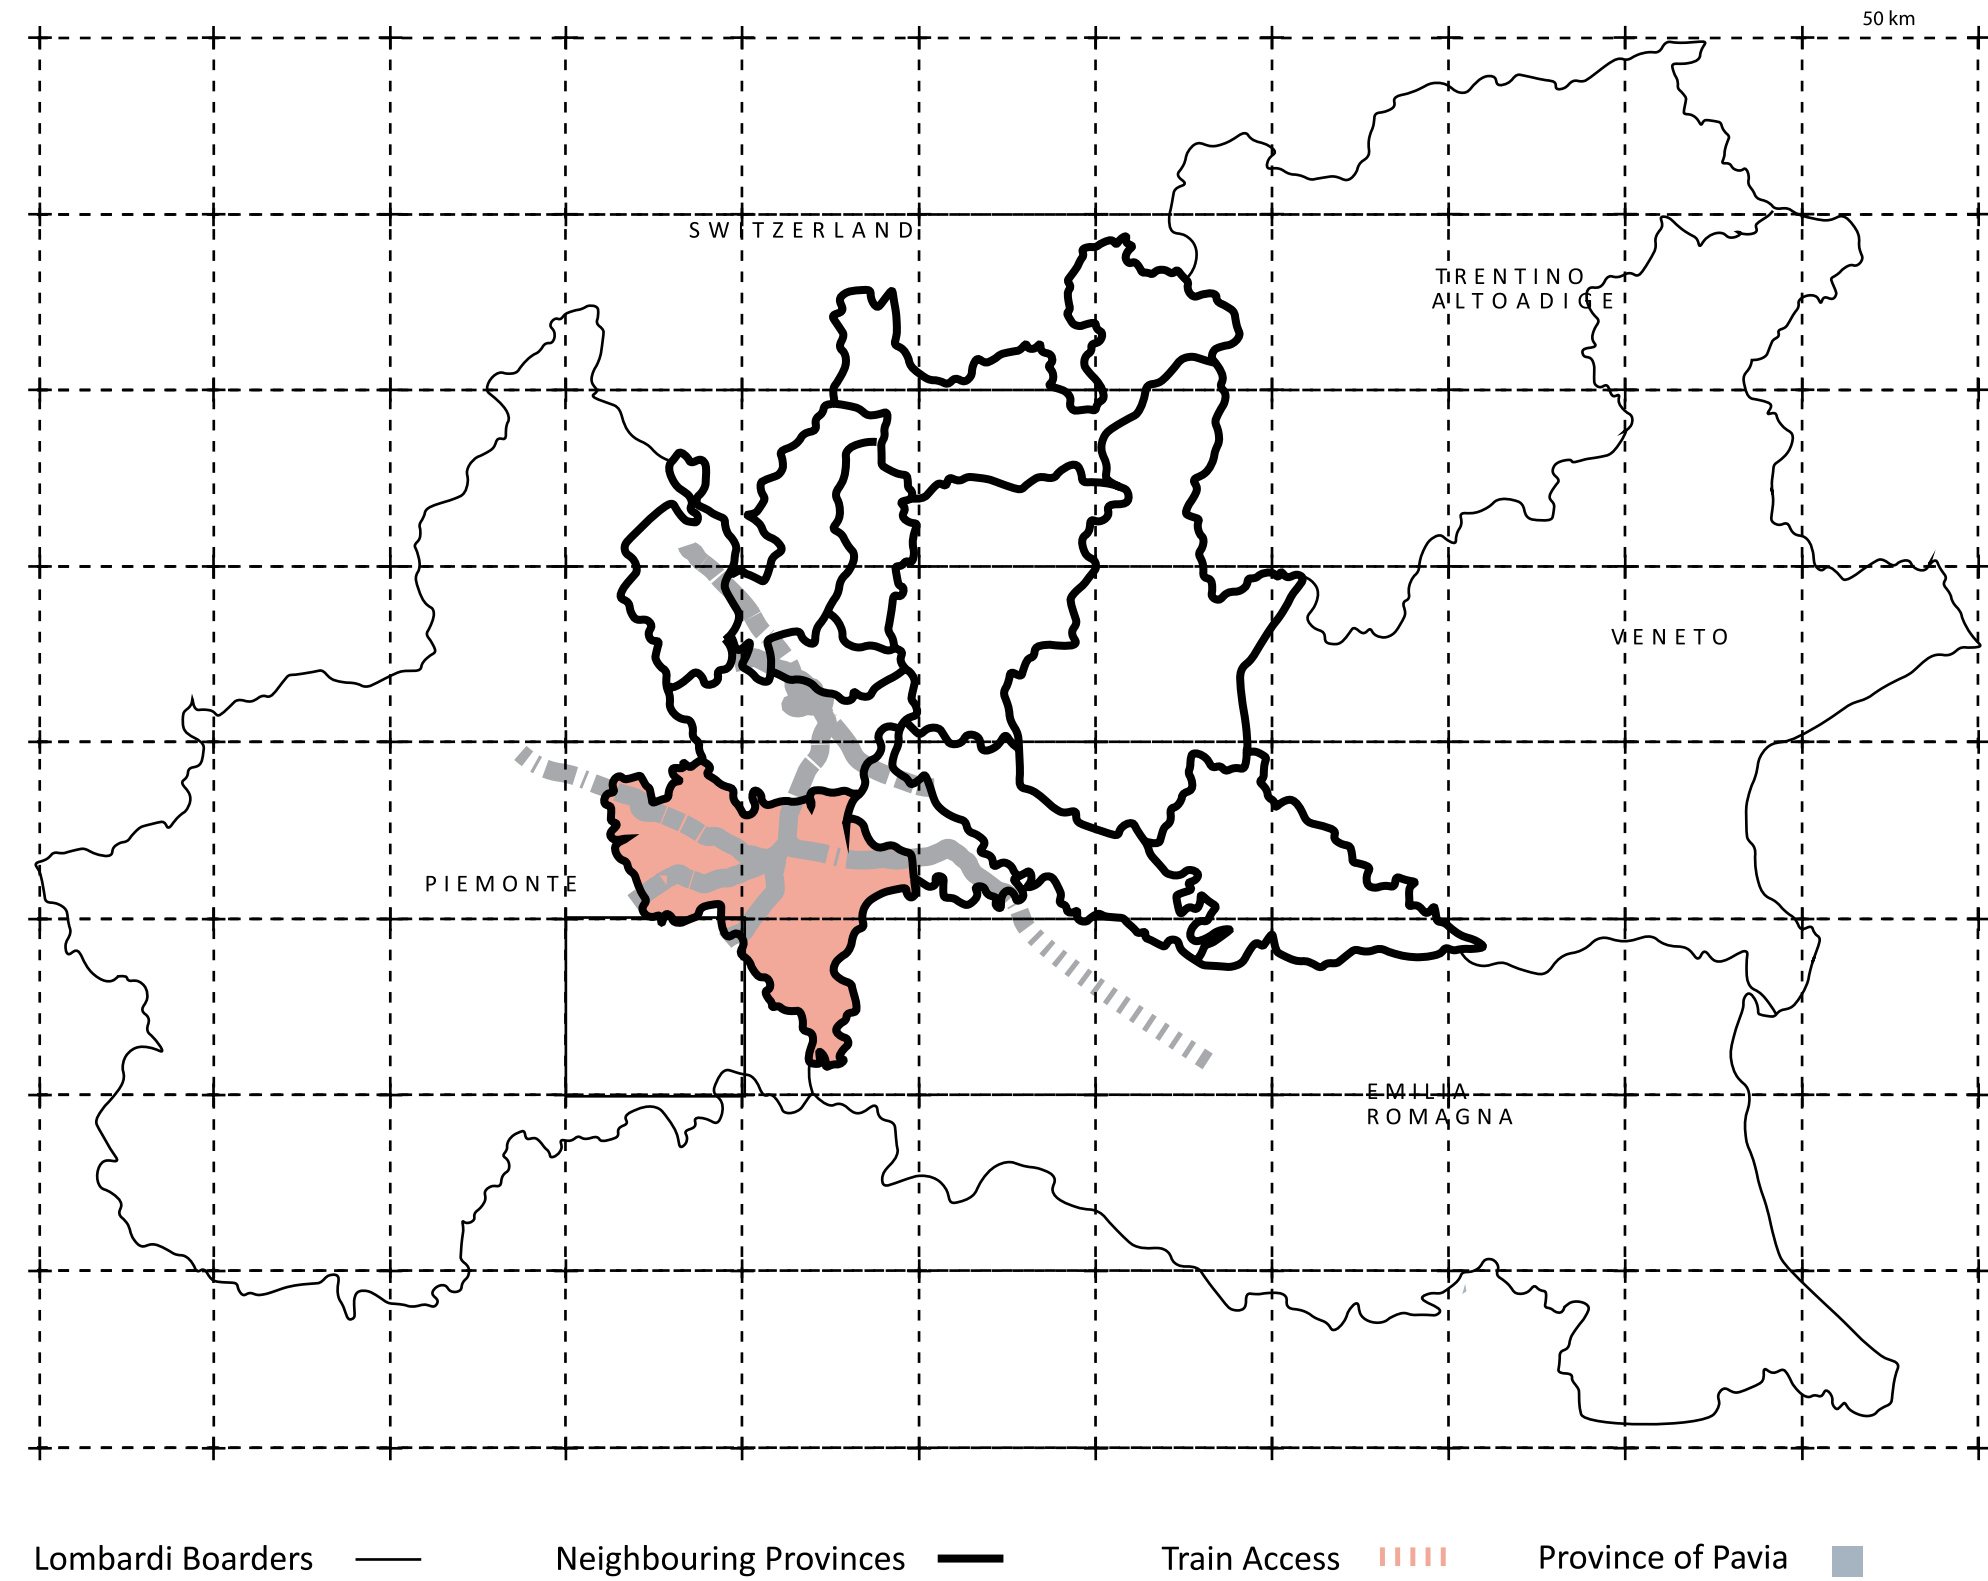 50 km
SWITZERLAND
TRENTINO
ALTOADIGE
VENETO
PIEMONTE
EMILIA
ROMAGNA
Lombardi Boarders
Neighbouring Provinces
Train Access
Province of Pavia